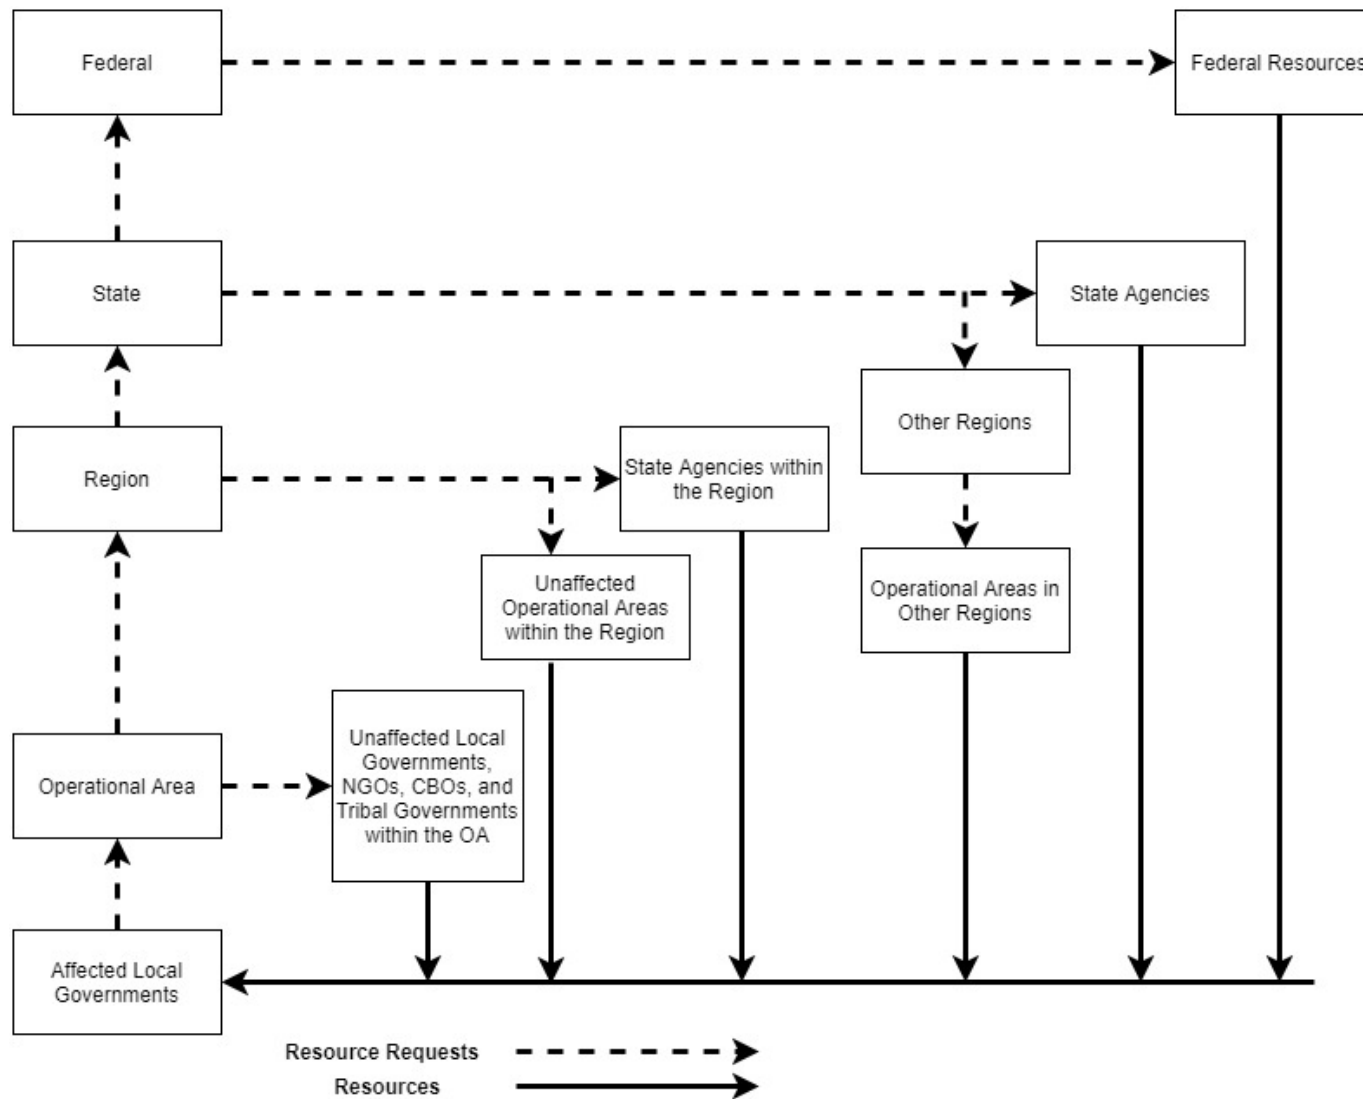 Federal
Federal Resources
State
State Agencies
Other Regions
Region
State Agencies within
the Region
Unaffected
Operational Areas
within the Region
Operational Areas in
Other Regions
Unaffected Local
Governments,
NGOs, CBOs, and
Tribal Governments
within the OA
Operational Area
Affected Local
Governments
Resource Requests
Resources